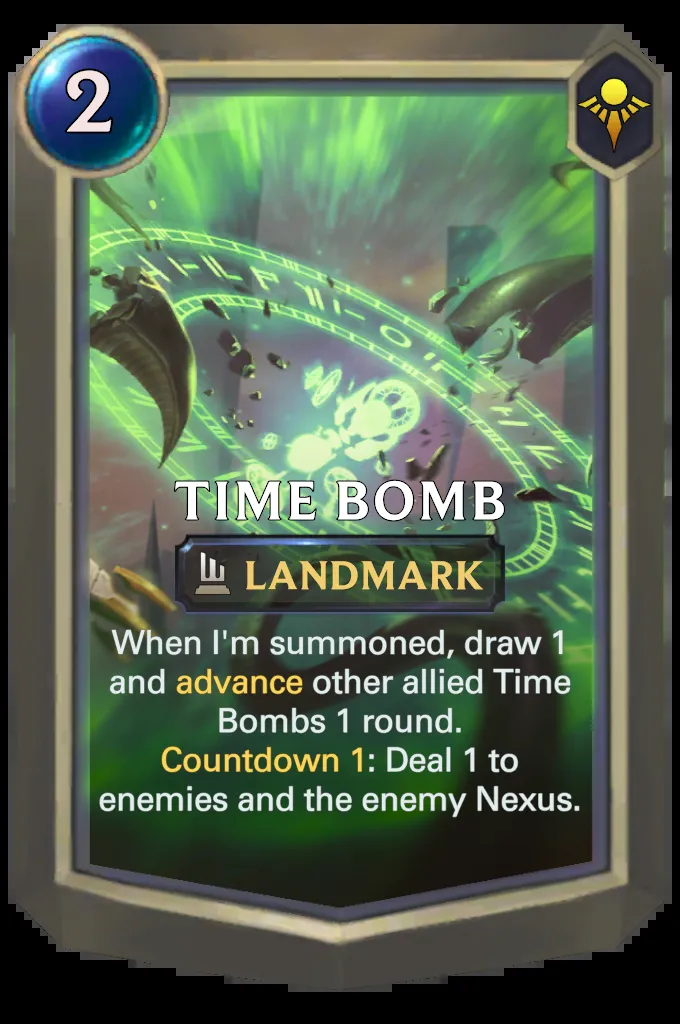 2
TIME BOMB
LANDMARK
When I'm summoned, draw 1
and advance other allied Time
Bombs 1 round.
Countdown 1: Deal 1 to
enemies and the enemy Nexus.